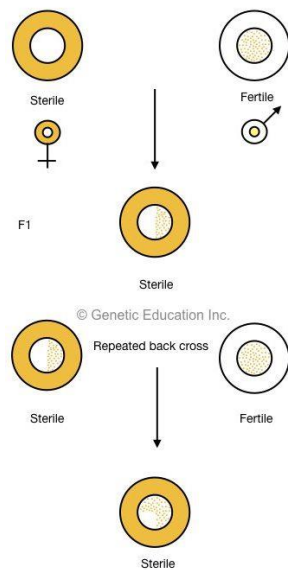 Sterile
Fertile
F1
Sterile
© Genetic Education Inc.
Repeated back cross
Sterile
Fertile
Sterile